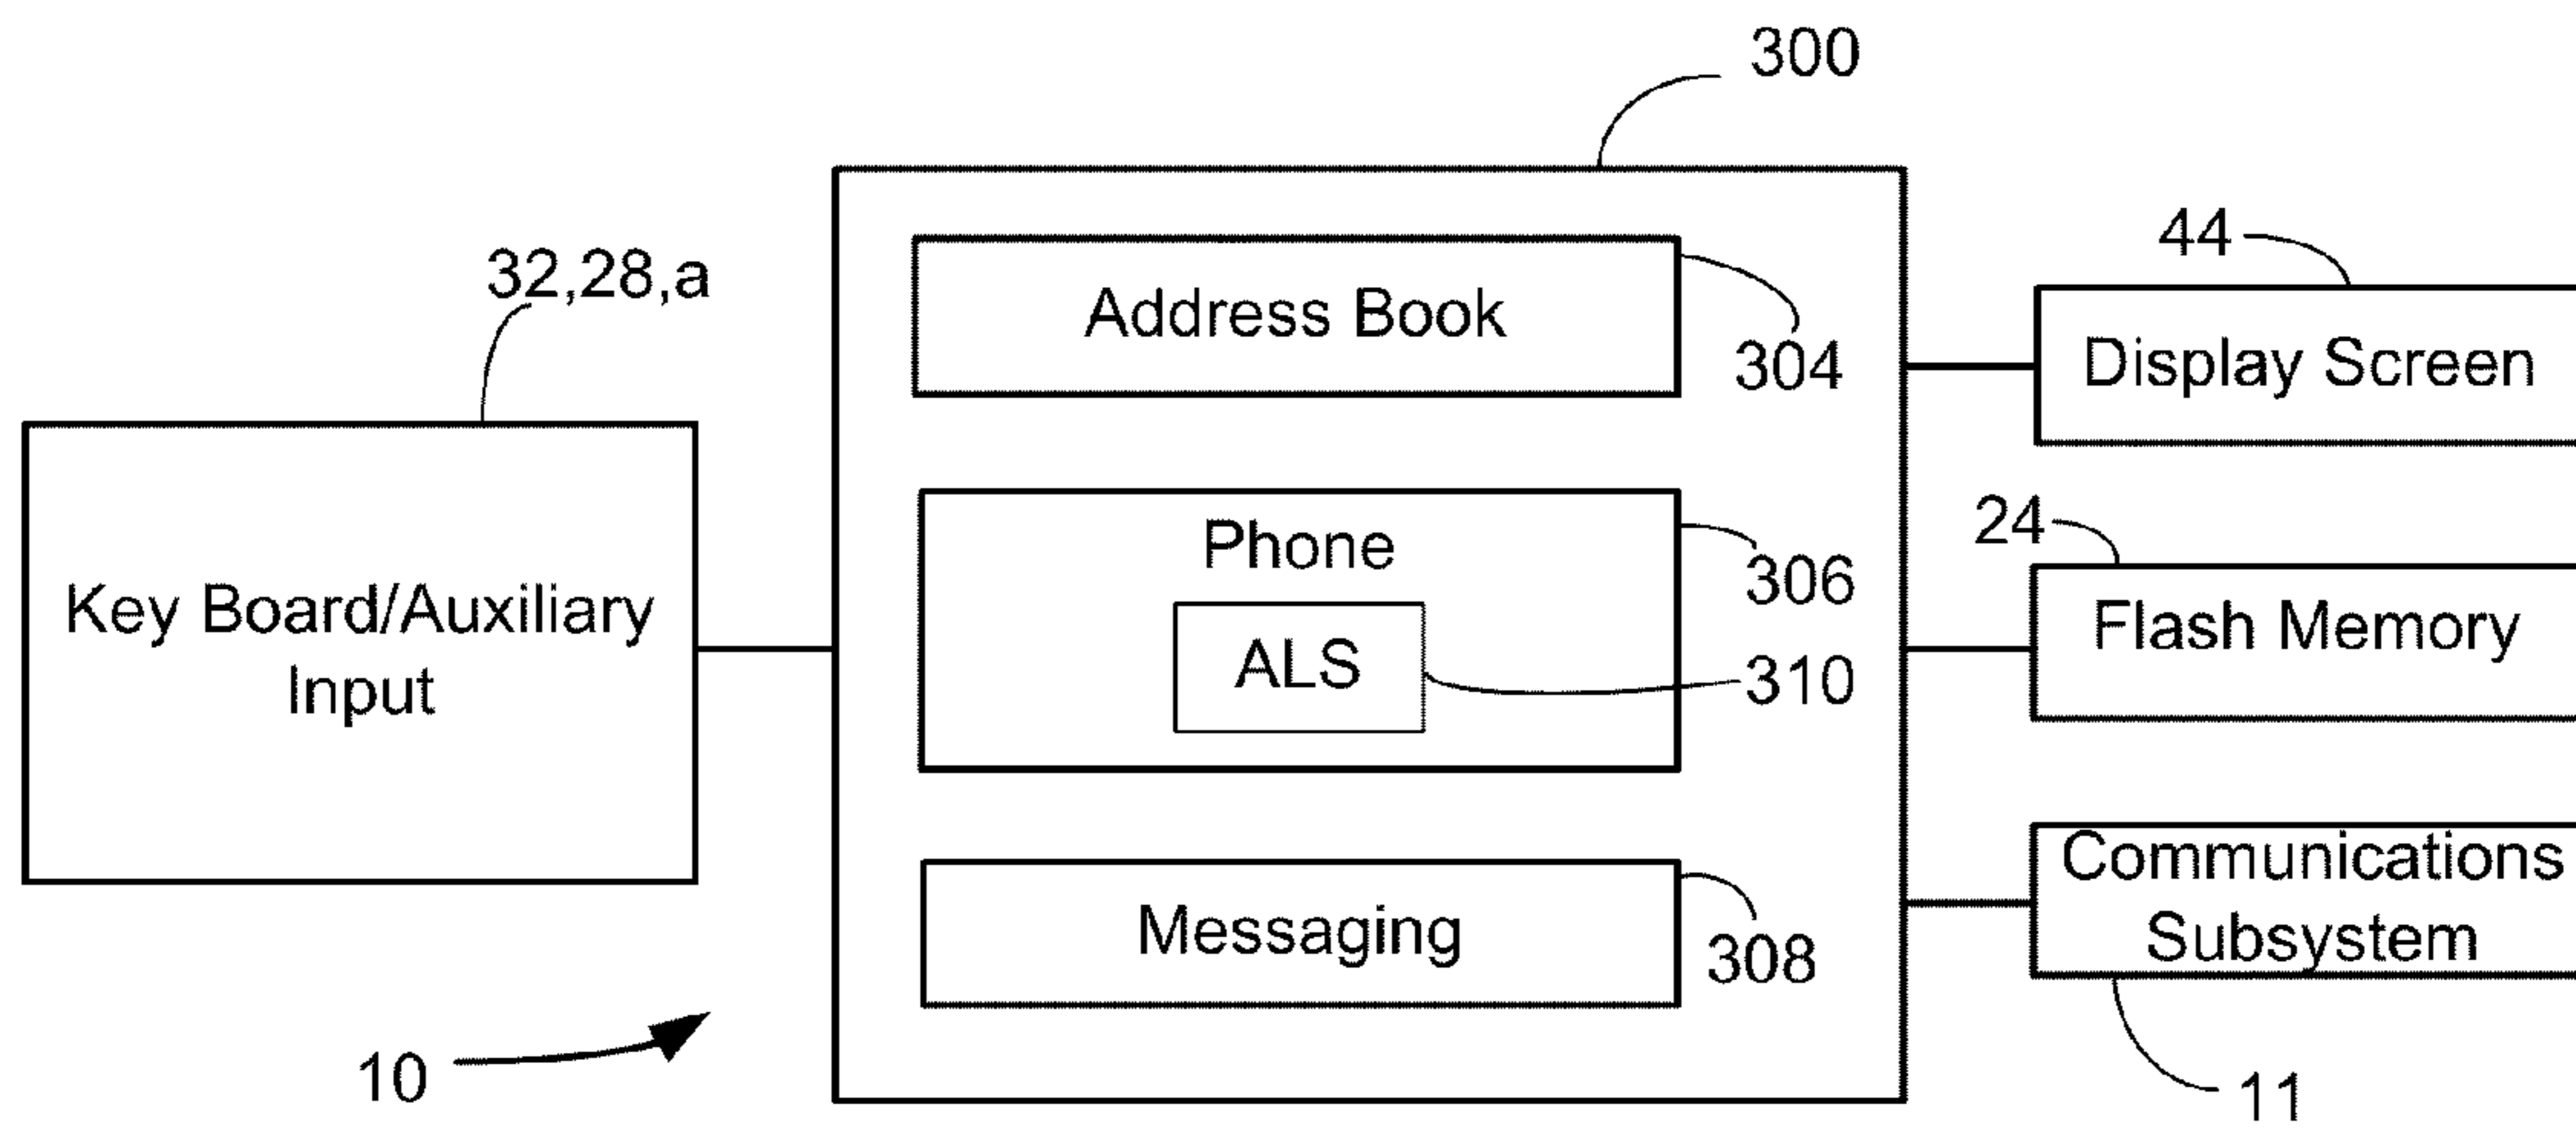 300
32,28,a
44
Address Book
304
Display Screen
Phone
306
ALS
310
24
Flash Memory
Key Board/Auxiliary
Input
Messaging
308
Communications
Subsystem
10
11